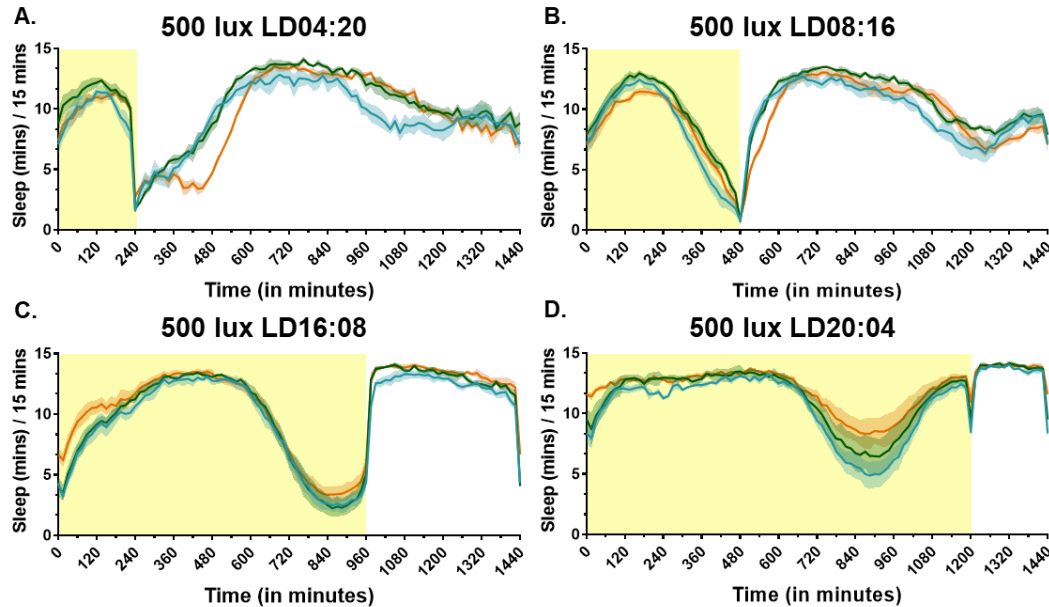 A.
500 lux LD04:20
Sleep (mins) / 15 mins
15
10
5
0
0 120 240 360 480 600 720 840 960 1080 1200 1320 1440
Time (in minutes)
B.
500 lux LD08:16
Sleep (mins) / 15 mins
15
10
5
0
0 120 240 360 480 600 720 840 960 1080 1200 1320 1440
Time (in minutes)
C.
500 lux LD16:08
Sleep (mins) / 15 mins
15
10
5
0
0 120 240 360 480 600 720 840 960 1080 1200 1320 1440
Time (in minutes)
D.
500 lux LD20:04
Sleep (mins) / 15 mins
15
10
5
0
0 120 240 360 480 600 720 840 960 1080 1200 1320 1440
Time (in minutes)